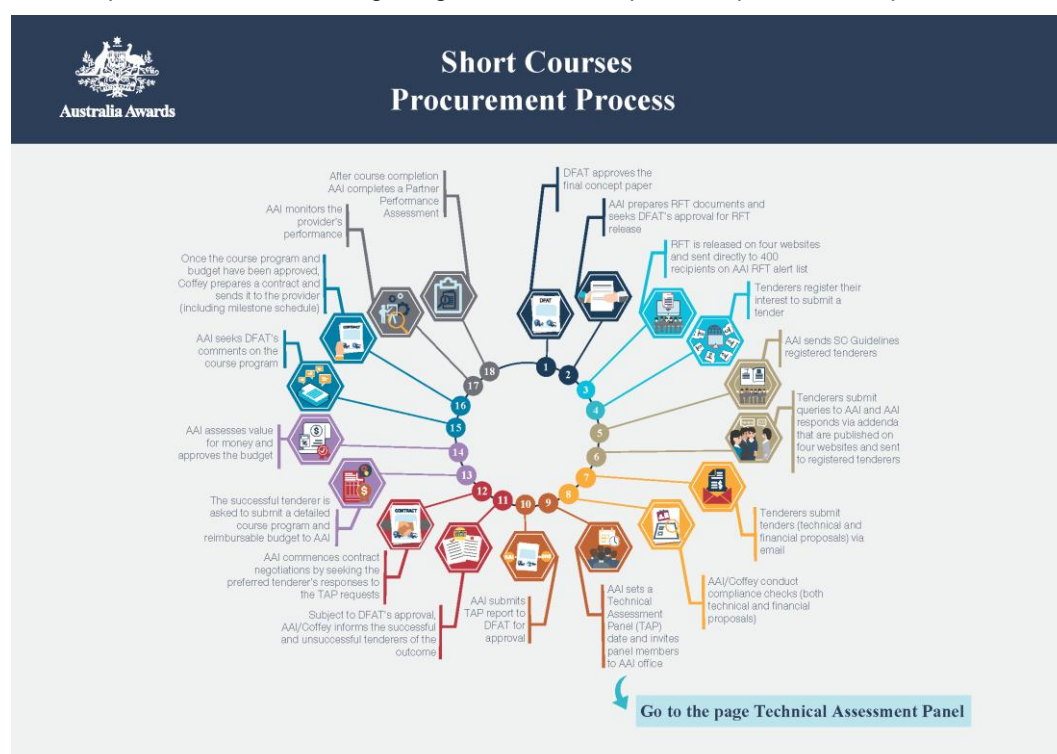 Australia Awards
Short Courses
Procurement Process
DFAT approves the
final concept paper
AAI prepares RFT documents and
seeks DFAT's approval for RFT
release
RFT is released on four websites
and sent directly to 400
recipients on AAI RFT alert list
Tenderers register their
interest to submit a
tender
AAI sends SC Guidelines
registered tenderers
Tenderers submit
queries to AAI and AAI
responds via addenda
that are published on
four websites and sent
to registered tenderers
Tenderers submit
tenders (technical and
financial proposals) via
email
AAI/Coffey conduct
compliance checks (both
technical and financial
proposals)
AAI sets a
Technical
Assessment
Panel (TAP)
date and invites
panel members
to AAI office
AAI submits
TAP report to
DFAT for
approval
Subject to DFAT's approval,
AAI/Coffey informs the successful
and unsuccessful tenderers of the
outcome
AAI commences contract
negotiations by seeking the
preferred tenderer's responses to
the TAP requests
The successful tenderer is
asked to submit a detailed
course program and
reimbursable budget to AAI
AAI assesses value
for money and
approves the budget
AAI seeks DFAT's
comments on the
course program
Once the course program and
budget have been approved,
Coffey prepares a contract and
sends it to the provider
(including milestone schedule)
AAI monitors the
provider's
performance
After course completion
AAI completes a Partner
Performance
Assessment
DFAT
CONTRACT
CONTRACT
1
2
3
4
5
6
7
8
9
10
11
12
13
14
15
16
17
18
Go to the page Technical Assessment Panel